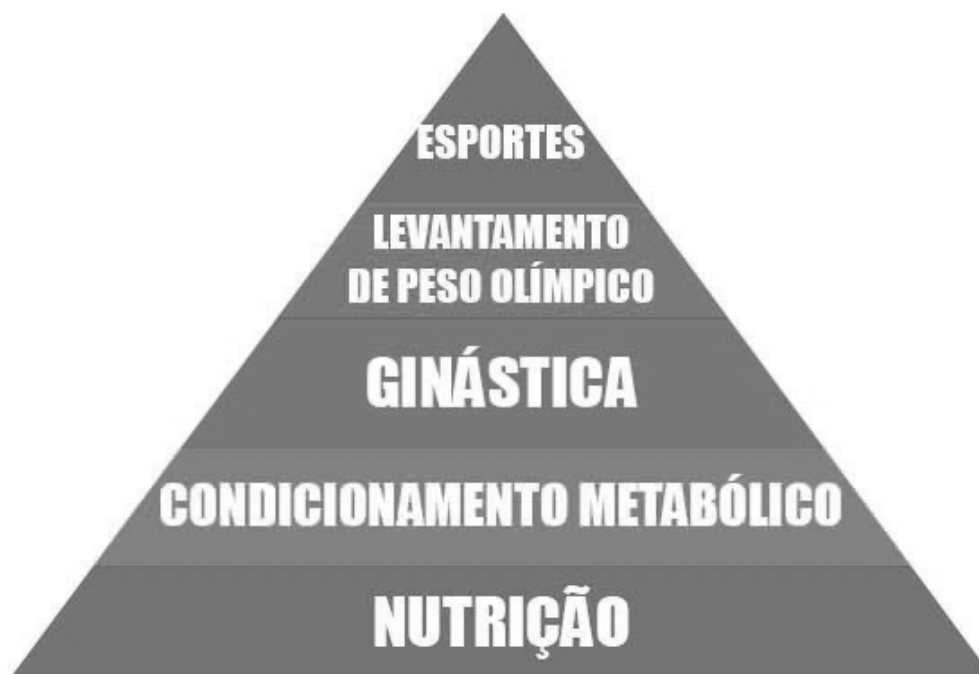 ESPORTES
LEVANTAMENTO
DE PESO OLÍMPICO
GINÁSTICA
CONDICIONAMENTO METABÓLICO
NUTRIÇÃO